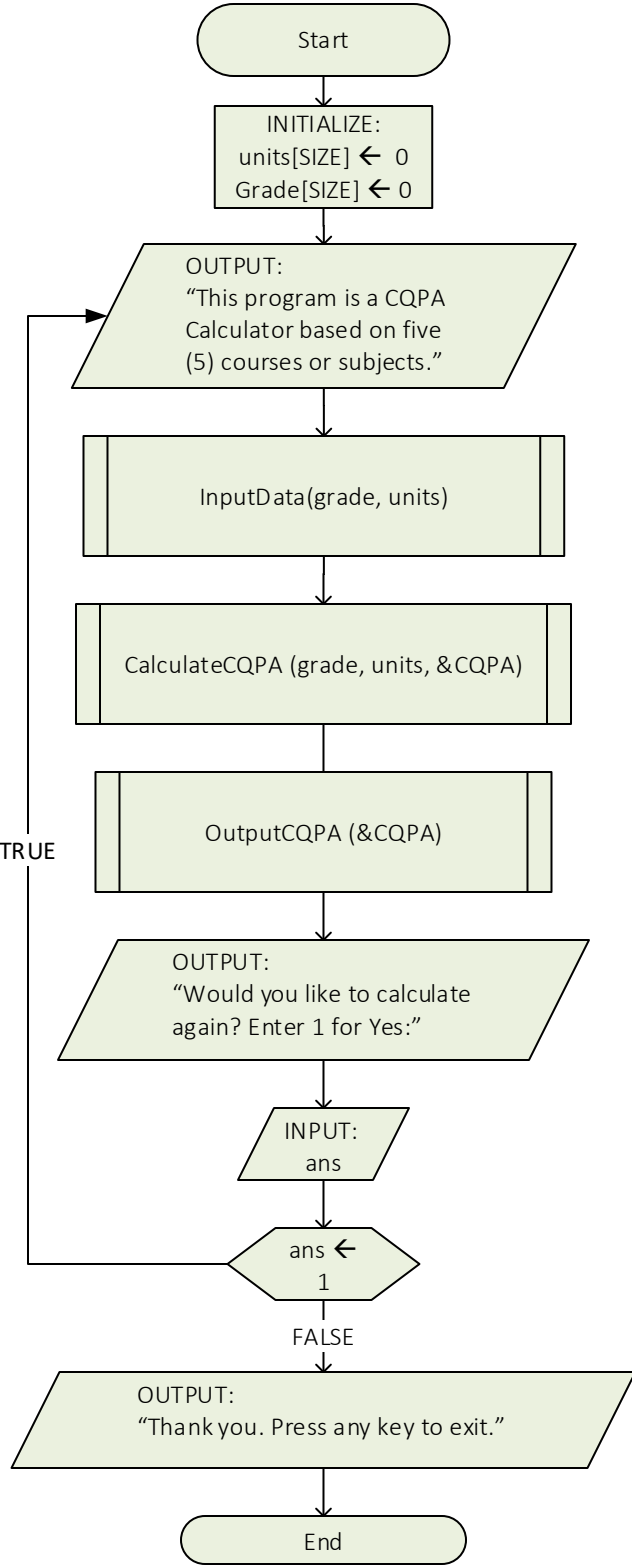 Start
INITIALIZE:
units[SIZE] ← 0
Grade[SIZE] ← 0
OUTPUT:
“This program is a CQPA
Calculator based on five
(5) courses or subjects.”
InputData(grade, units)
CalculateCQPA (grade, units, &CQPA)
OutputCQPA (&CQPA)
TRUE
OUTPUT:
“Would you like to calculate
again? Enter 1 for Yes:”
INPUT:
ans
ans ←
1
FALSE
OUTPUT:
“Thank you. Press any key to exit.”
End